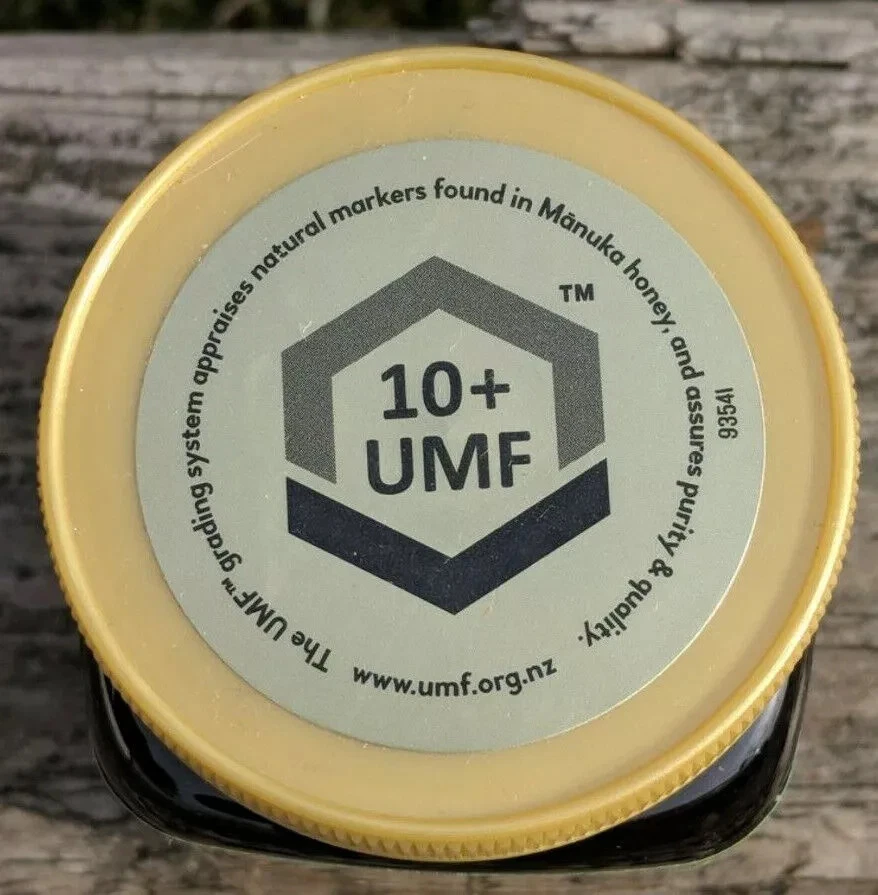 The UMF™ grading system appraises natural markers found in Mānuka honey, and assures purity & quality.
TM
10+
UMF
93541
www.umf.org.nz